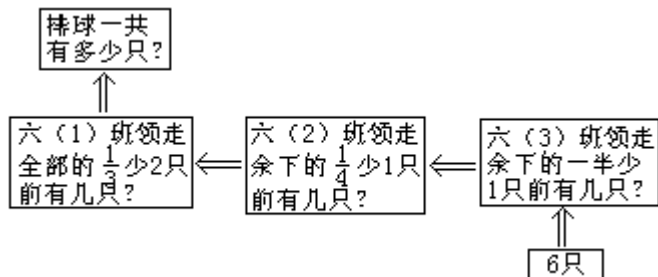 排球一共
有多少只?
六（1）班领走
全部的 1/3 少2只
前有几只?
六（2）班领走
余下的 1/4 少1只
前有几只?
六（3）班领走
余下的一半少
1只前有几只?
6只